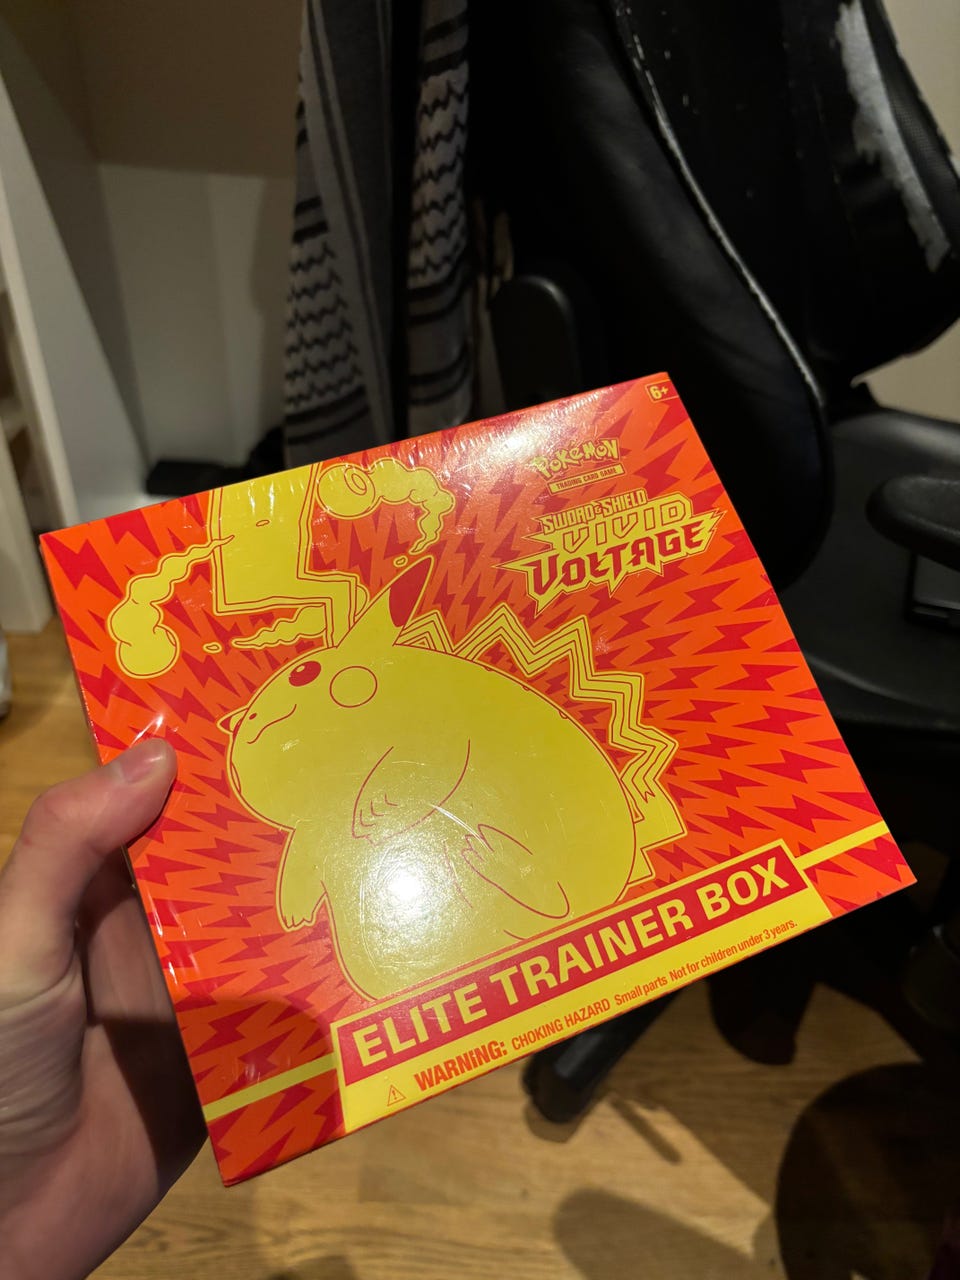 6+
Pokémon
TRADING CARD GAME
SWORD & SHIELD
VIVID
VOLTAGE
ELITE TRAINER BOX
WARNING: CHOKING HAZARD Small parts Not for children under 3 years.